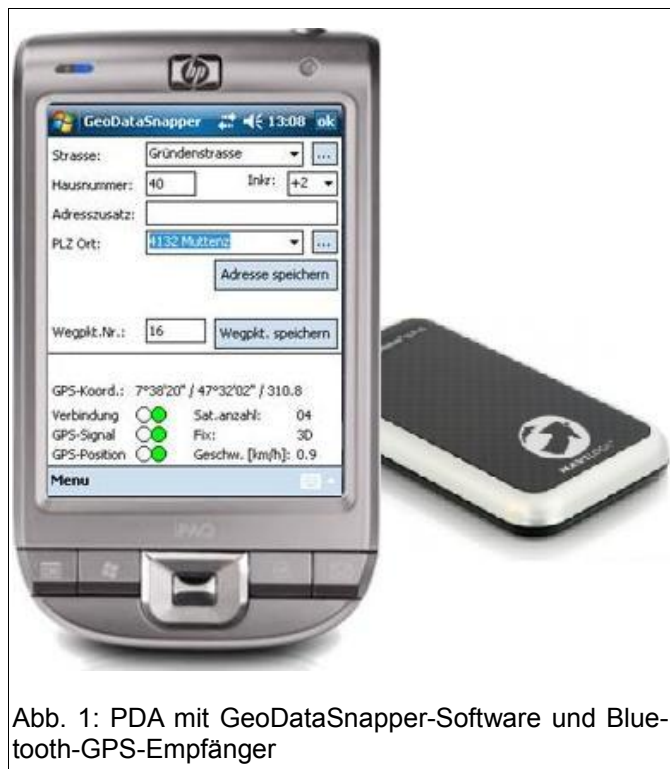 hp
GeoDataSnapper 13:08 ok
Strasse: Gründenstrasse ...
Hausnummer: 40 Inkr: +2
Adresszusatz:
PLZ Ort: 4132 Muttenz ...
Adresse speichern
Wegpkt.Nr.: 16 Wegpkt. speichern
GPS-Koord.: 7°38'20" / 47°32'02" / 310.8
Verbindung Sat.anzahl: 04
GPS-Signal Fix: 3D
GPS-Position Geschw. [km/h]: 0.9
Menu
iPAQ
Abb. 1: PDA mit GeoDataSnapper-Software und Blue-
tooth-GPS-Empfänger